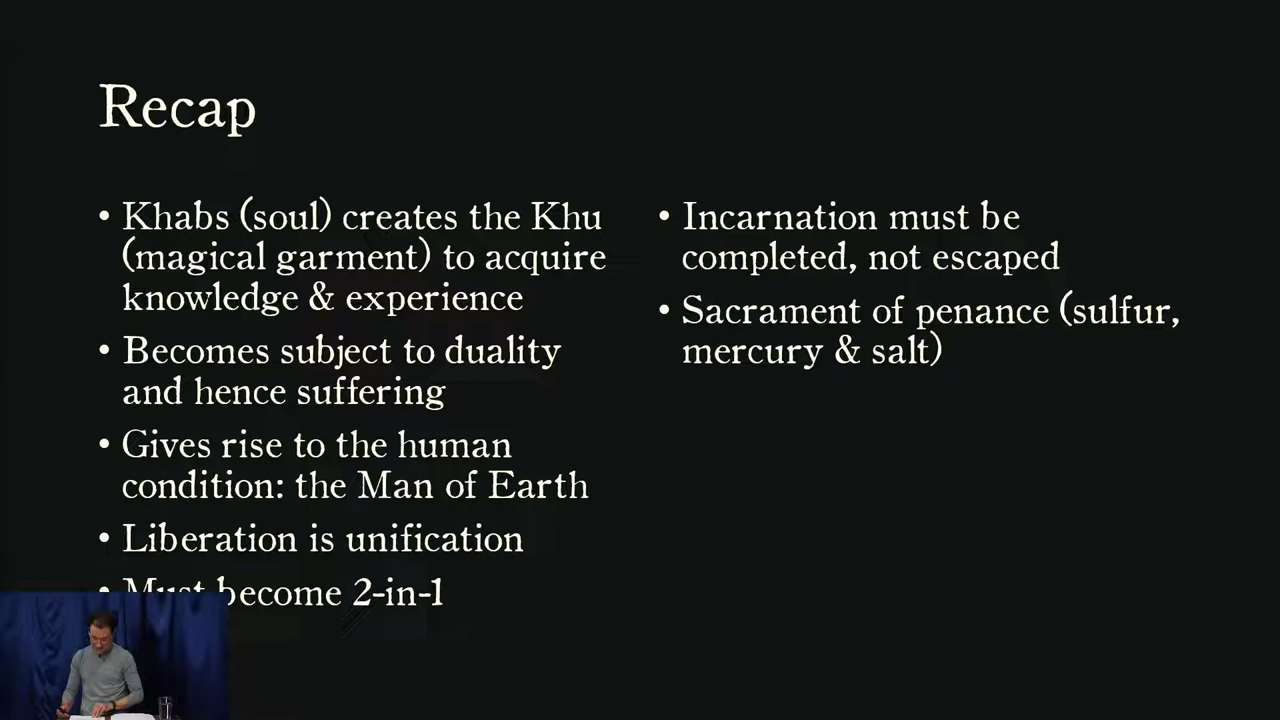 Recap
• Khabs (soul) creates the Khu
(magical garment) to acquire
knowledge & experience
• Becomes subject to duality
and hence suffering
• Gives rise to the human
condition: the Man of Earth
• Liberation is unification
• Must become 2-in-1
• Incarnation must be
completed, not escaped
• Sacrament of penance (sulfur,
mercury & salt)